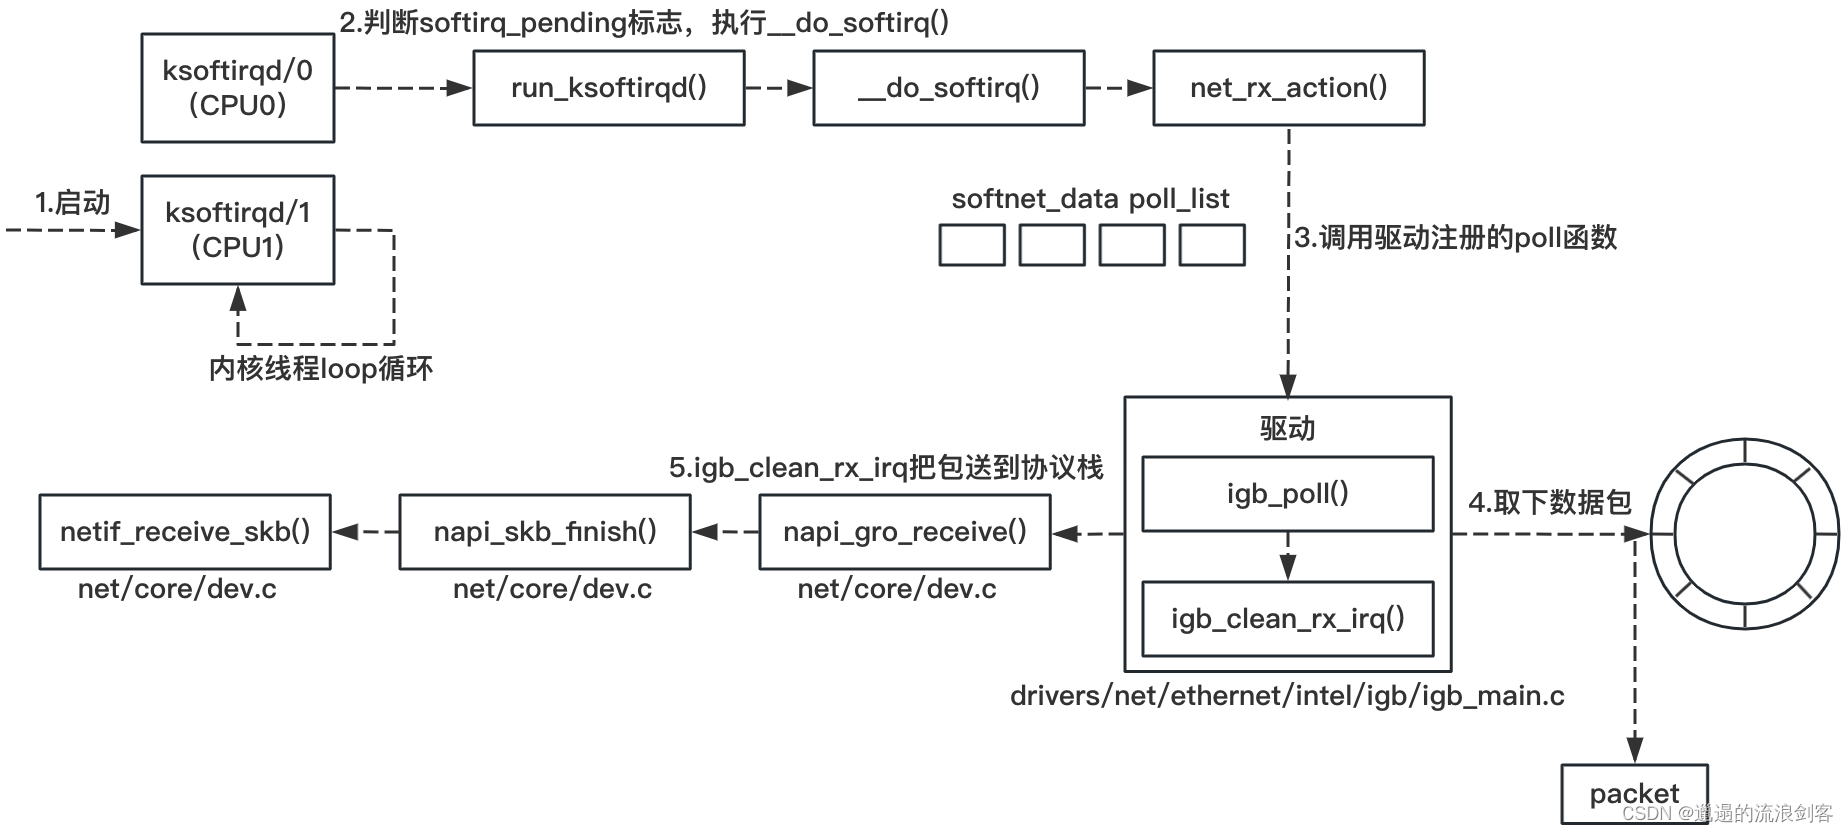 2.判断softirq_pending标志，执行__do_softirq()
ksoftirqd/0
(CPU0)
run_ksoftirqd()
__do_softirq()
net_rx_action()
1.启动
ksoftirqd/1
(CPU1)
softnet_data poll_list
3.调用驱动注册的poll函数
内核线程loop循环
驱动
5.igb_clean_rx_irq把包送到协议栈
igb_poll()
4.取下数据包
netif_receive_skb()
napi_skb_finish()
napi_gro_receive()
net/core/dev.c
net/core/dev.c
net/core/dev.c
igb_clean_rx_irq()
drivers/net/ethernet/intel/igb/igb_main.c
packet
CSDN @邋遢的流浪剑客